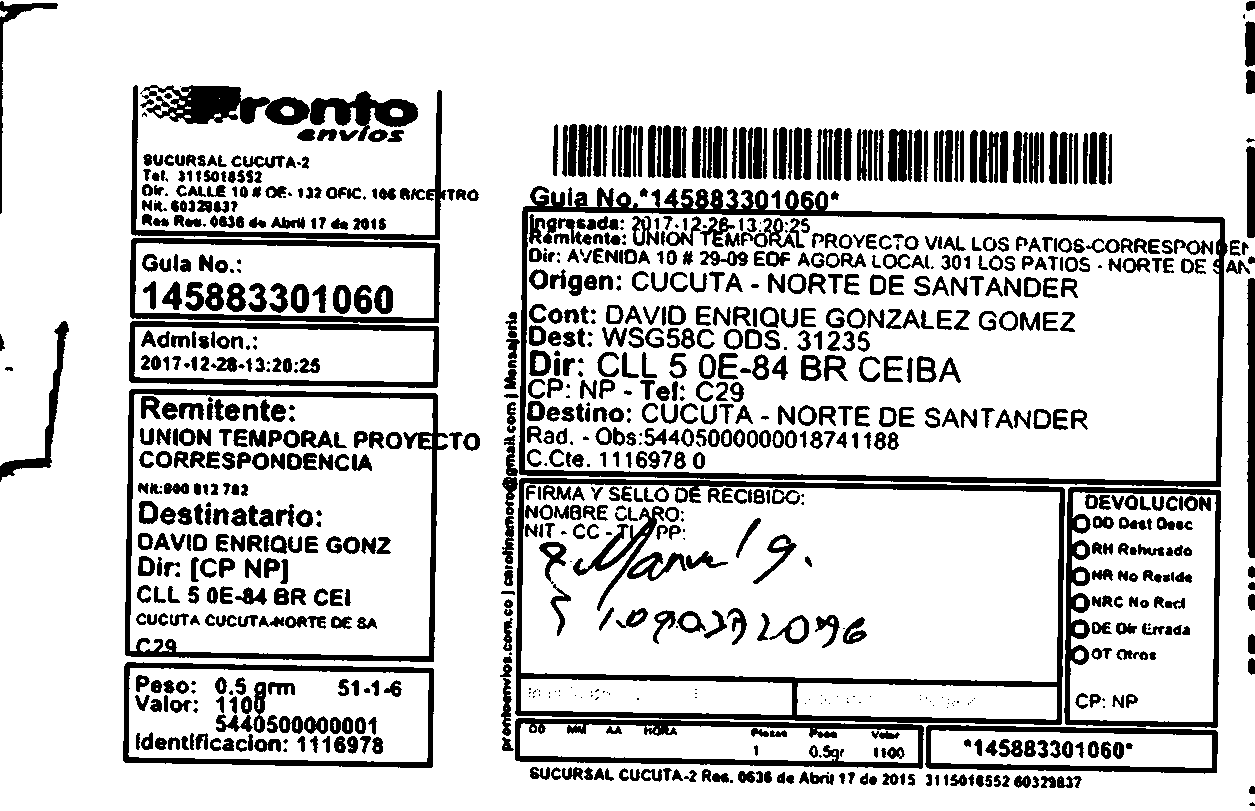 Pronto
envíos
SUCURSAL CUCUTA-2
Tel. 3115018552
Dir. CALLE 10 # OE- 132 OFIC. 106 B/CENTRO
Nit. 60329837
Res Res. 0636 de Abril 17 de 2015
Guia No.:
145883301060
Admision.:
2017-12-28-13:20:25
Remitente:
UNION TEMPORAL PROYECTO
CORRESPONDENCIA
Nit:900 812 782
Destinatario:
DAVID ENRIQUE GONZ
Dir: [CP NP]
CLL 5 0E-84 BR CEI
CUCUTA CUCUTA-NORTE DE SA
C29
Peso: 0.5 grm 51-1-6
Valor: 1100
5440500000001
Identificacion: 1116978
prontoenvios.com.co | carolinamoro@gmail.com | Mensajeria
Guia No.*145883301060*
Ingresada: 2017-12-28-13:20:25
Remitente: UNION TEMPORAL PROYECTO VIAL LOS PATIOS-CORRESPONDEN
Dir: AVENIDA 10 # 29-09 EDF AGORA LOCAL 301 LOS PATIOS - NORTE DE SAN
Origen: CUCUTA - NORTE DE SANTANDER
Cont: DAVID ENRIQUE GONZALEZ GOMEZ
Dest: WSG58C ODS. 31235
Dir: CLL 5 0E-84 BR CEIBA
CP: NP - Tel: C29
Destino: CUCUTA - NORTE DE SANTANDER
Rad. - Obs:54405000000018741188
C.Cte. 1116978 0
FIRMA Y SELLO DE RECIBIDO:
NOMBRE CLARO:
NIT - CC - TI - PP:
Manuel G.
DEVOLUCION
DD Dest Desc
RH Rehusado
NR No Reside
NRC No Recl
DE Dir Errada
OT Otros
CP: NP
DD MM AA HORA Piezas Peso Valor
1 0.5gr 1100
*145883301060*
SUCURSAL CUCUTA-2 Res. 0636 de Abril 17 de 2015 3115018552 60329837